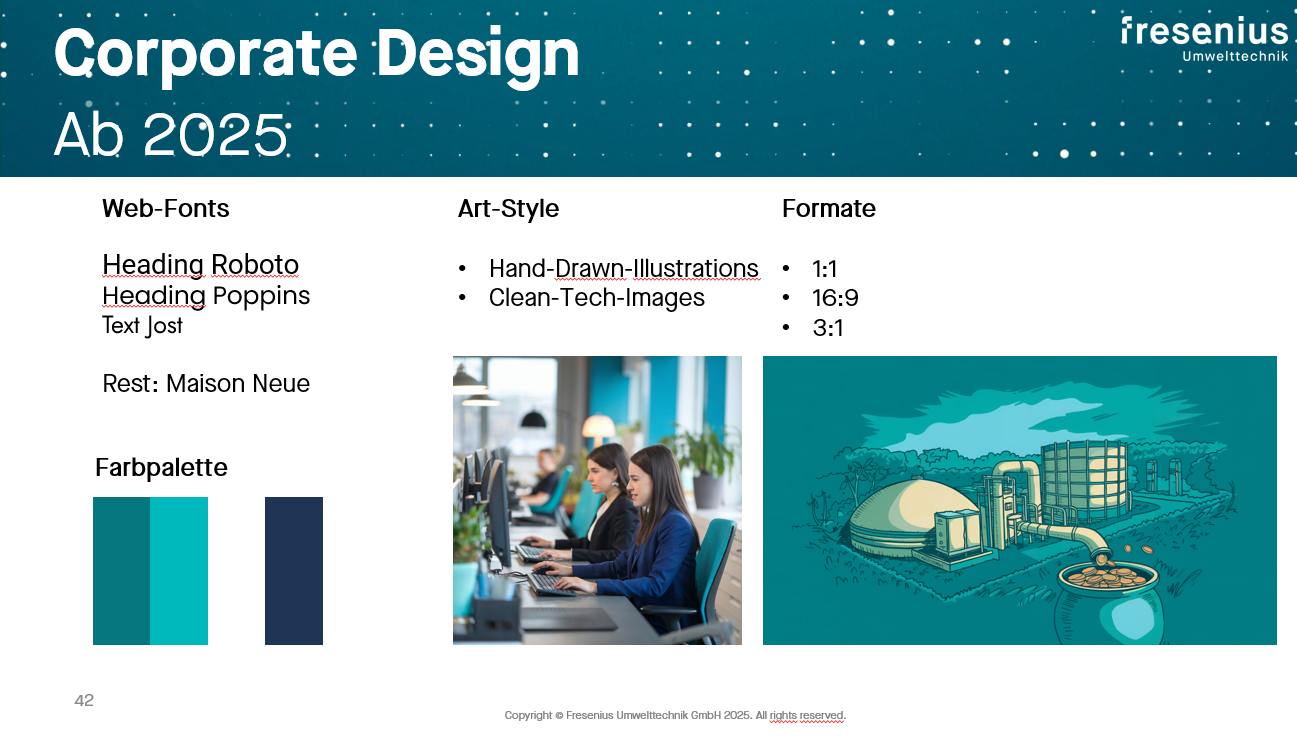 Corporate Design
Ab 2025
fresenius
Umwelttechnik
Web-Fonts
Heading Roboto
Heading Poppins
Text Jost
Rest: Maison Neue
Farbpalette
Art-Style
• Hand-Drawn-Illustrations
• Clean-Tech-Images
Formate
• 1:1
• 16:9
• 3:1
42
Copyright © Fresenius Umwelttechnik GmbH 2025. All rights reserved.